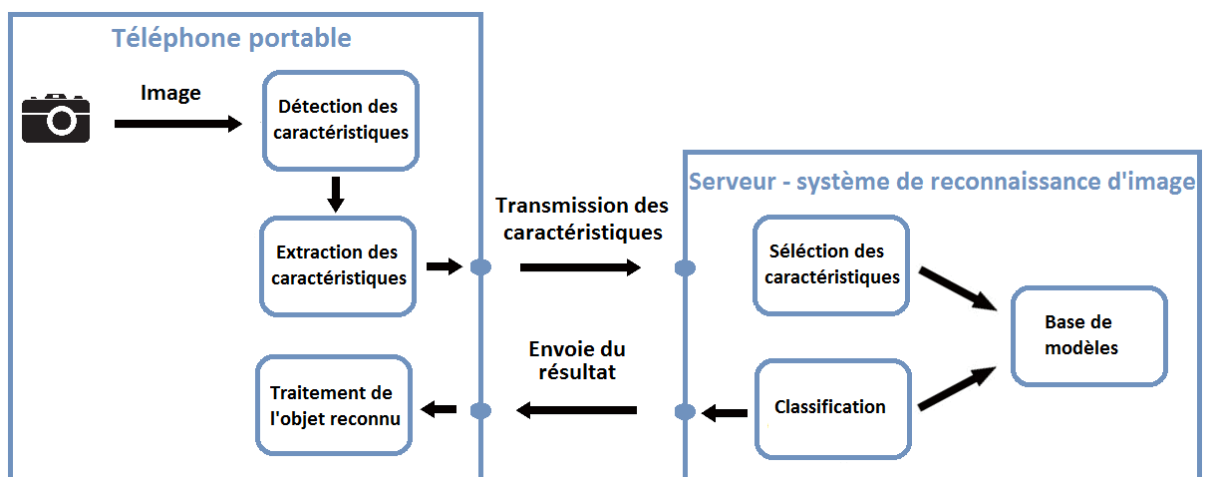 Téléphone portable
Image
Détection des
caractéristiques
Extraction des
caractéristiques
Transmission des
caractéristiques
Serveur - système de reconnaissance d'image
Séléction des
caractéristiques
Base de
modèles
Classification
Envoie du
résultat
Traitement de
l'objet reconnu